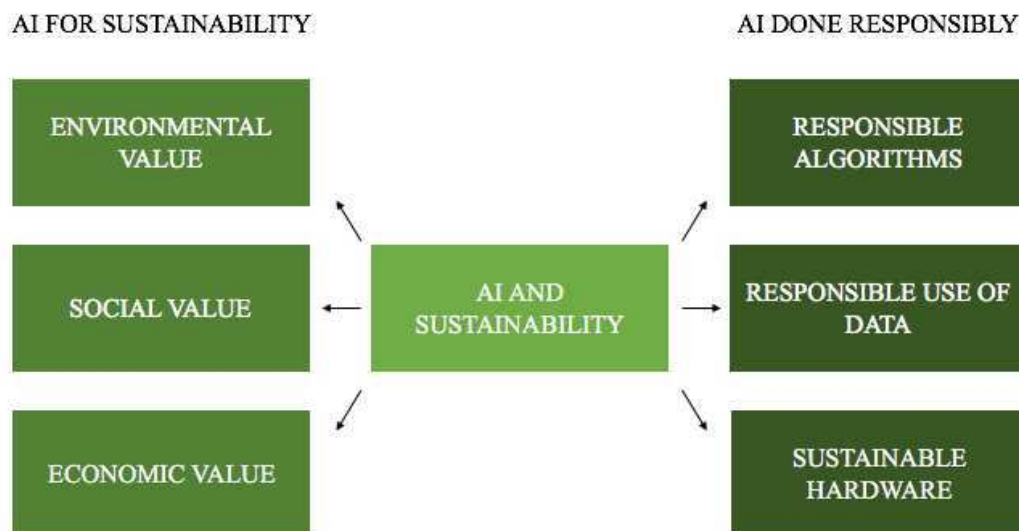 AI FOR SUSTAINABILITY
AI DONE RESPONSIBLY
ENVIRONMENTAL
VALUE
RESPONSIBLE
ALGORITHMS
SOCIAL VALUE
AI AND
SUSTAINABILITY
RESPONSIBLE USE OF
DATA
ECONOMIC VALUE
SUSTAINABLE
HARDWARE